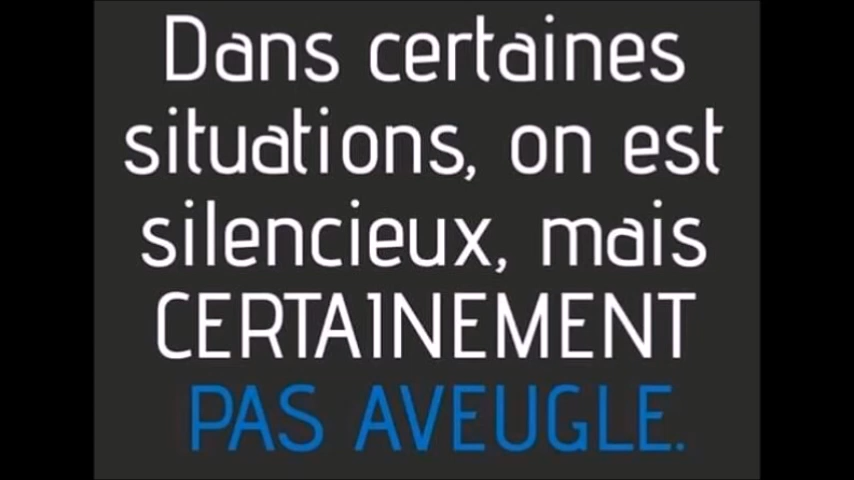 Dans certaines
situations, on est
silencieux, mais
CERTAINEMENT
PAS AVEUGLE.